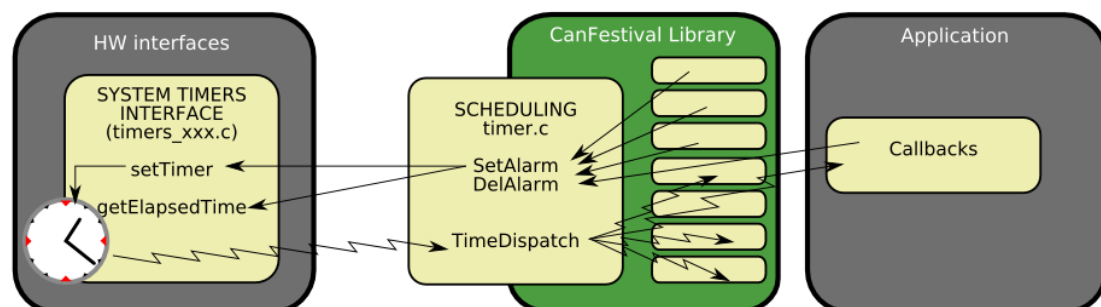 HW interfaces
SYSTEM TIMERS
INTERFACE
(timers_xxx.c)
setTimer
getElapsedTime
CanFestival Library
SCHEDULING
timer.c
SetAlarm
DelAlarm
TimeDispatch
Application
Callbacks